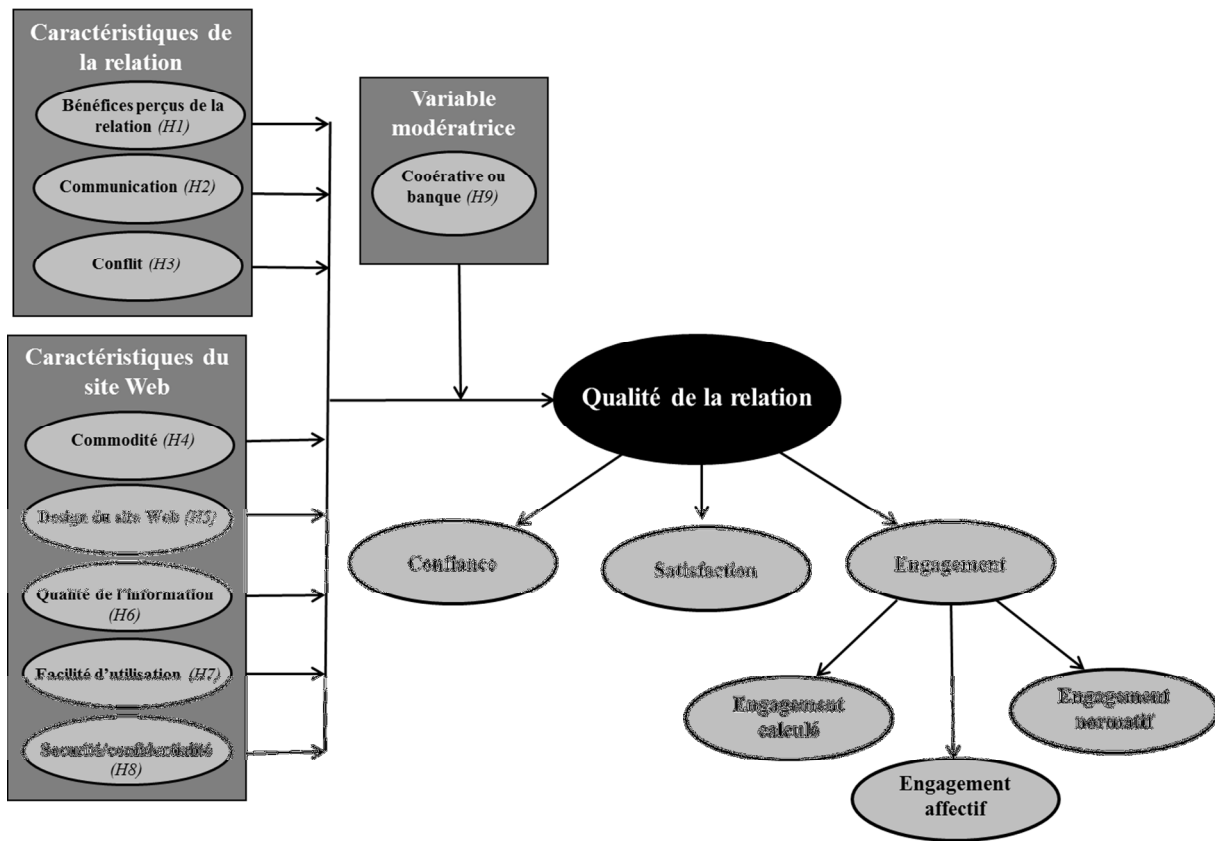 Caractéristiques de
la relation
Bénéfices perçus de la
relation (H1)
Communication (H2)
Conflit (H3)
Variable
modératrice
Cooérative ou
banque (H9)
Caractéristiques du
site Web
Commodité (H4)
Design du site Web (H5)
Qualité de l'information
(H6)
Facilité d'utilisation (H7)
Securité/confidentialité
(H8)
Qualité de la relation
Confiance
Satisfaction
Engagement
Engagement
calculé
Engagement
affectif
Engagement
normatif